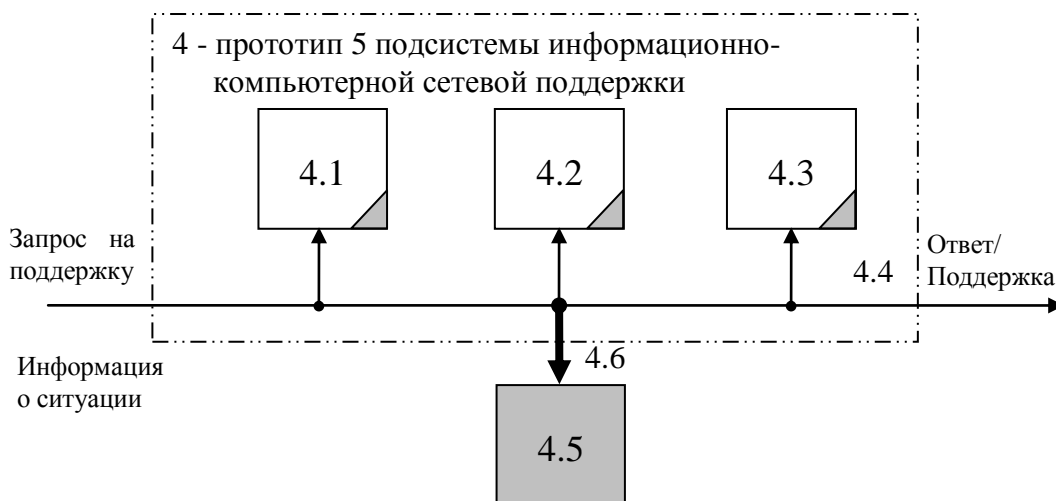 4 - прототип 5 подсистемы информационно-
компьютерной сетевой поддержки
4.1
4.2
4.3
Запрос на
поддержку
4.4
Ответ/
Поддержка
Информация
о ситуации
4.6
4.5